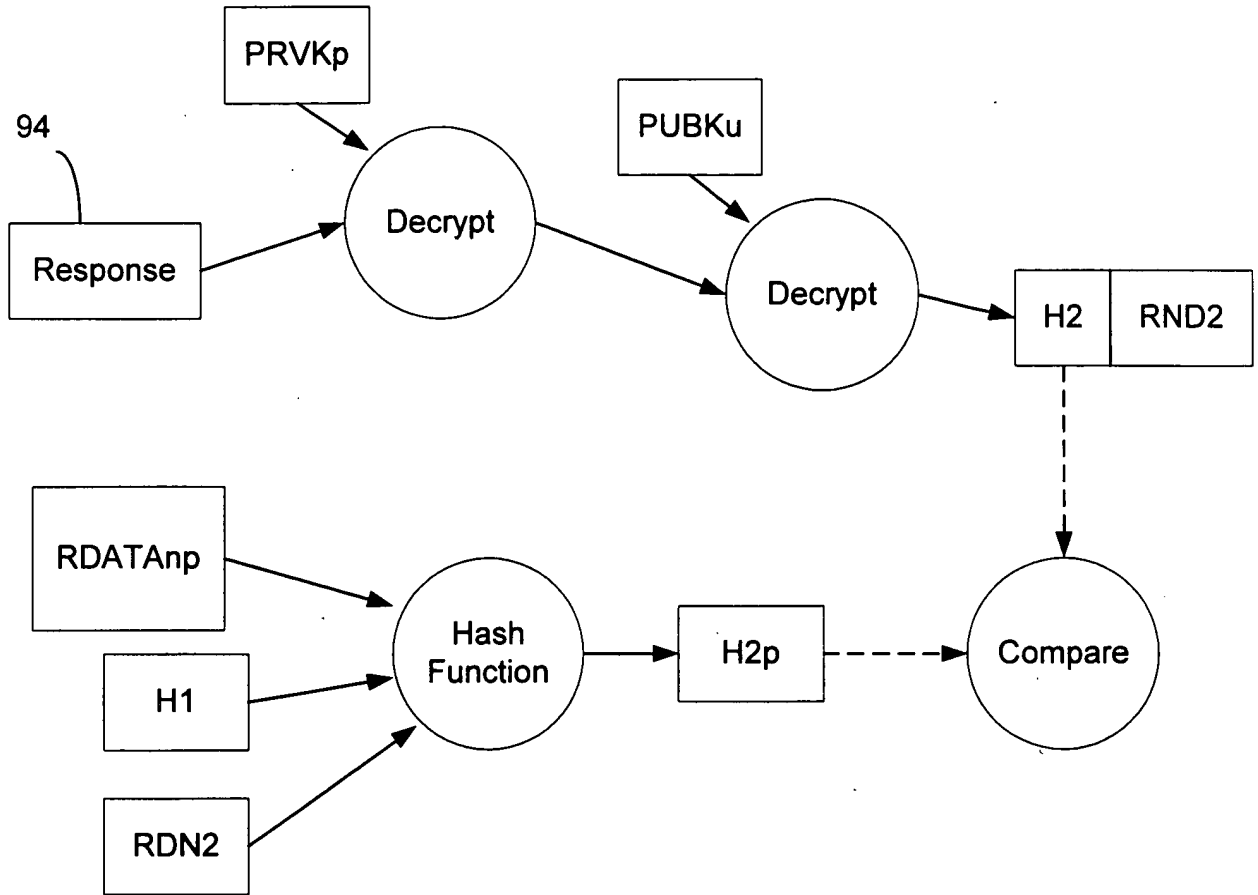 PRVKp
94
PUBKu
Decrypt
Response
Decrypt
H2
RND2
RDATAnp
Hash
Function
H2p
Compare
H1
RDN2